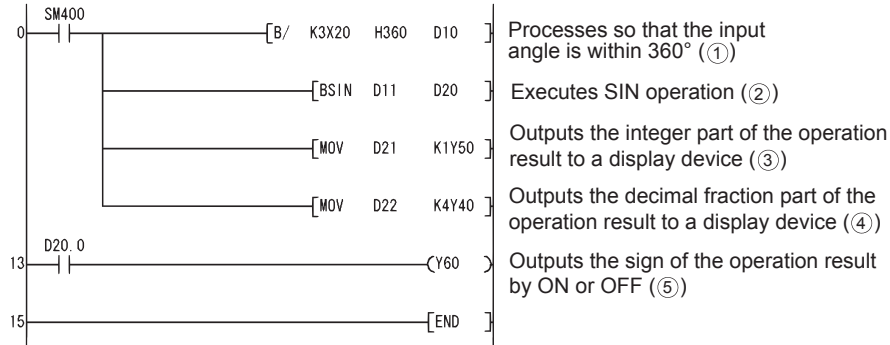 SM400
0 B/ K3X20 H360 D10 Processes so that the input
angle is within 360° (①)
BSIN D11 D20 Executes SIN operation (②)
MOV D21 K1Y50 Outputs the integer part of the operation
result to a display device (③)
MOV D22 K4Y40 Outputs the decimal fraction part of the
operation result to a display device (④)
D20. 0
13 Y60 Outputs the sign of the operation result
by ON or OFF (⑤)
15 END